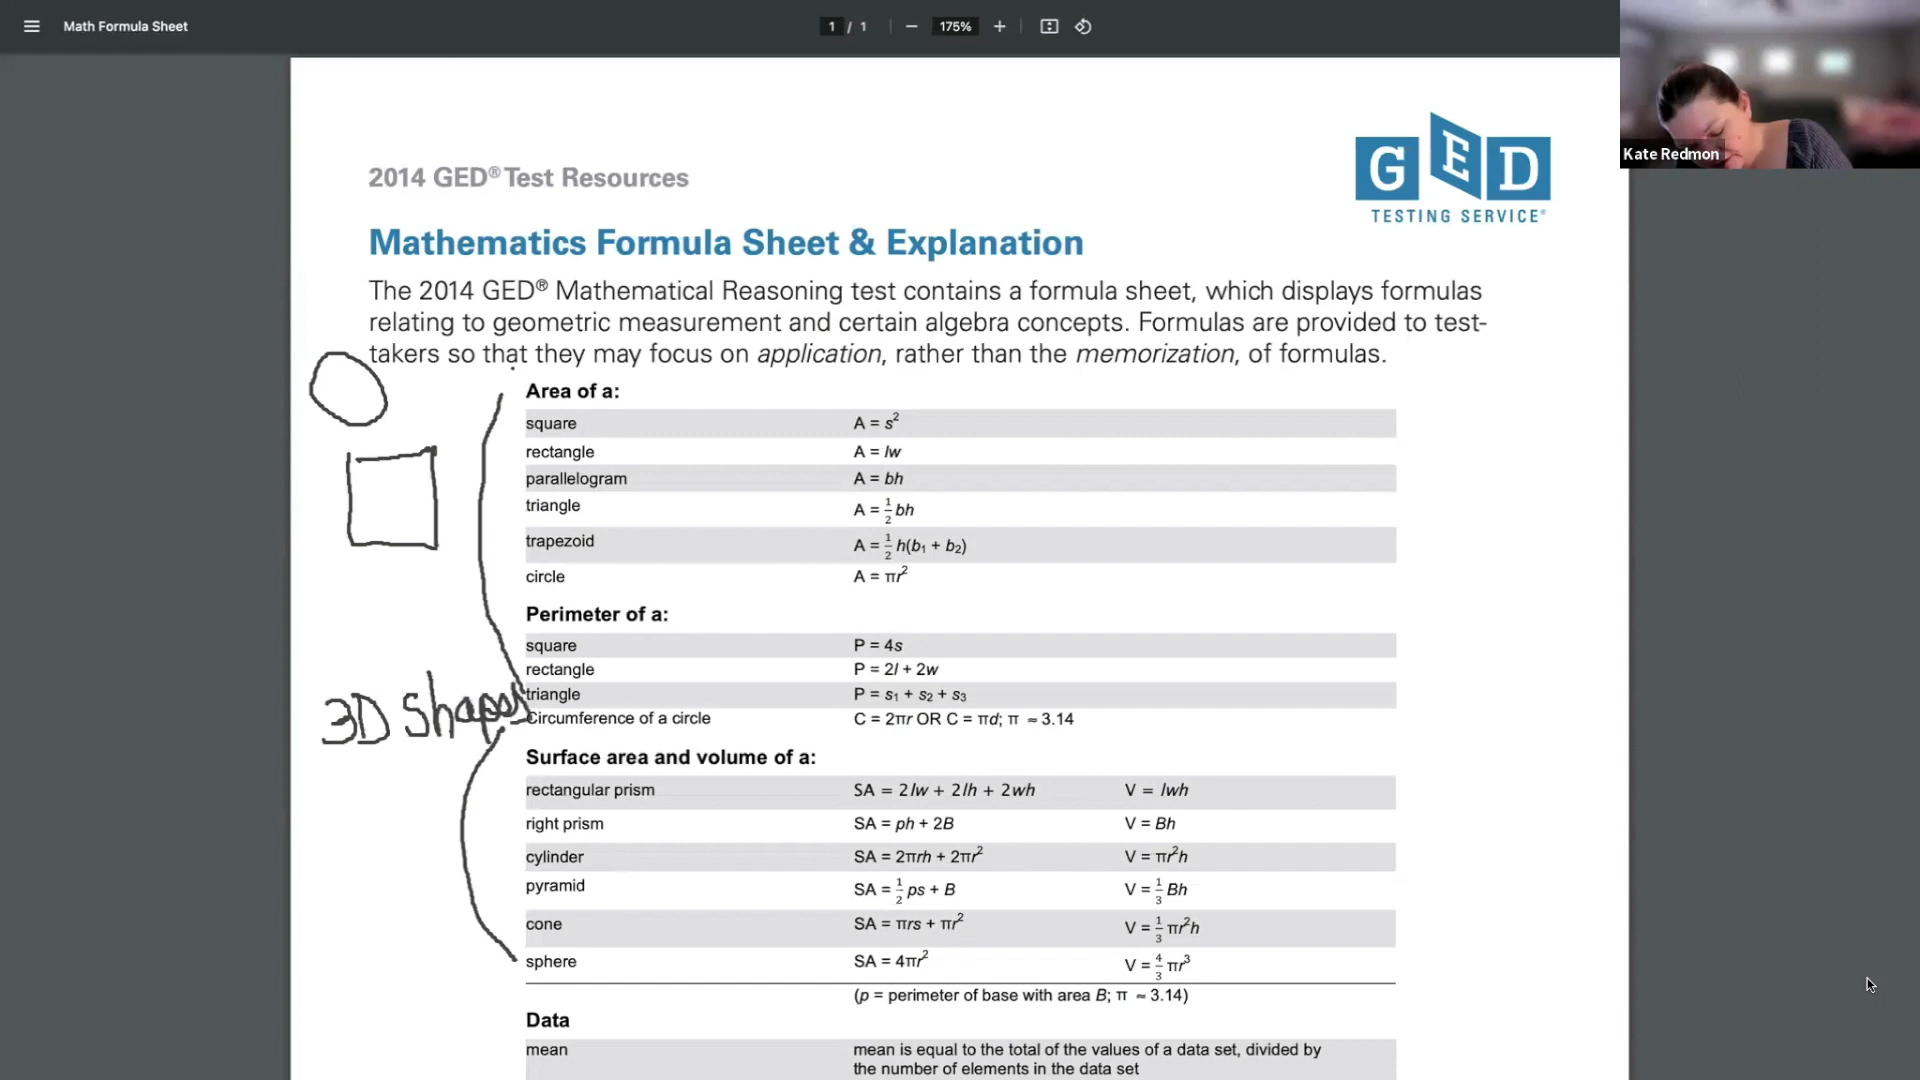 Math Formula Sheet
1 / 1 − 175% +
Kate Redmon
GED
TESTING SERVICE®
2014 GED® Test Resources
Mathematics Formula Sheet & Explanation
The 2014 GED® Mathematical Reasoning test contains a formula sheet, which displays formulas
relating to geometric measurement and certain algebra concepts. Formulas are provided to test-
takers so that they may focus on application, rather than the memorization, of formulas.
Area of a:
square A = s²
rectangle A = lw
parallelogram A = bh
triangle A = 1/2 bh
trapezoid A = 1/2 h(b₁ + b₂)
circle A = πr²
Perimeter of a:
square P = 4s
rectangle P = 2l + 2w
triangle P = s₁ + s₂ + s₃
Circumference of a circle C = 2πr OR C = πd; π ≈ 3.14
3D Shapes
Surface area and volume of a:
rectangular prism SA = 2lw + 2lh + 2wh V = lwh
right prism SA = ph + 2B V = Bh
cylinder SA = 2πrh + 2πr² V = πr²h
pyramid SA = 1/2 ps + B V = 1/3 Bh
cone SA = πrs + πr² V = 1/3 πr²h
sphere SA = 4πr² V = 4/3 πr³
(p = perimeter of base with area B; π ≈ 3.14)
Data
mean mean is equal to the total of the values of a data set, divided by
the number of elements in the data set